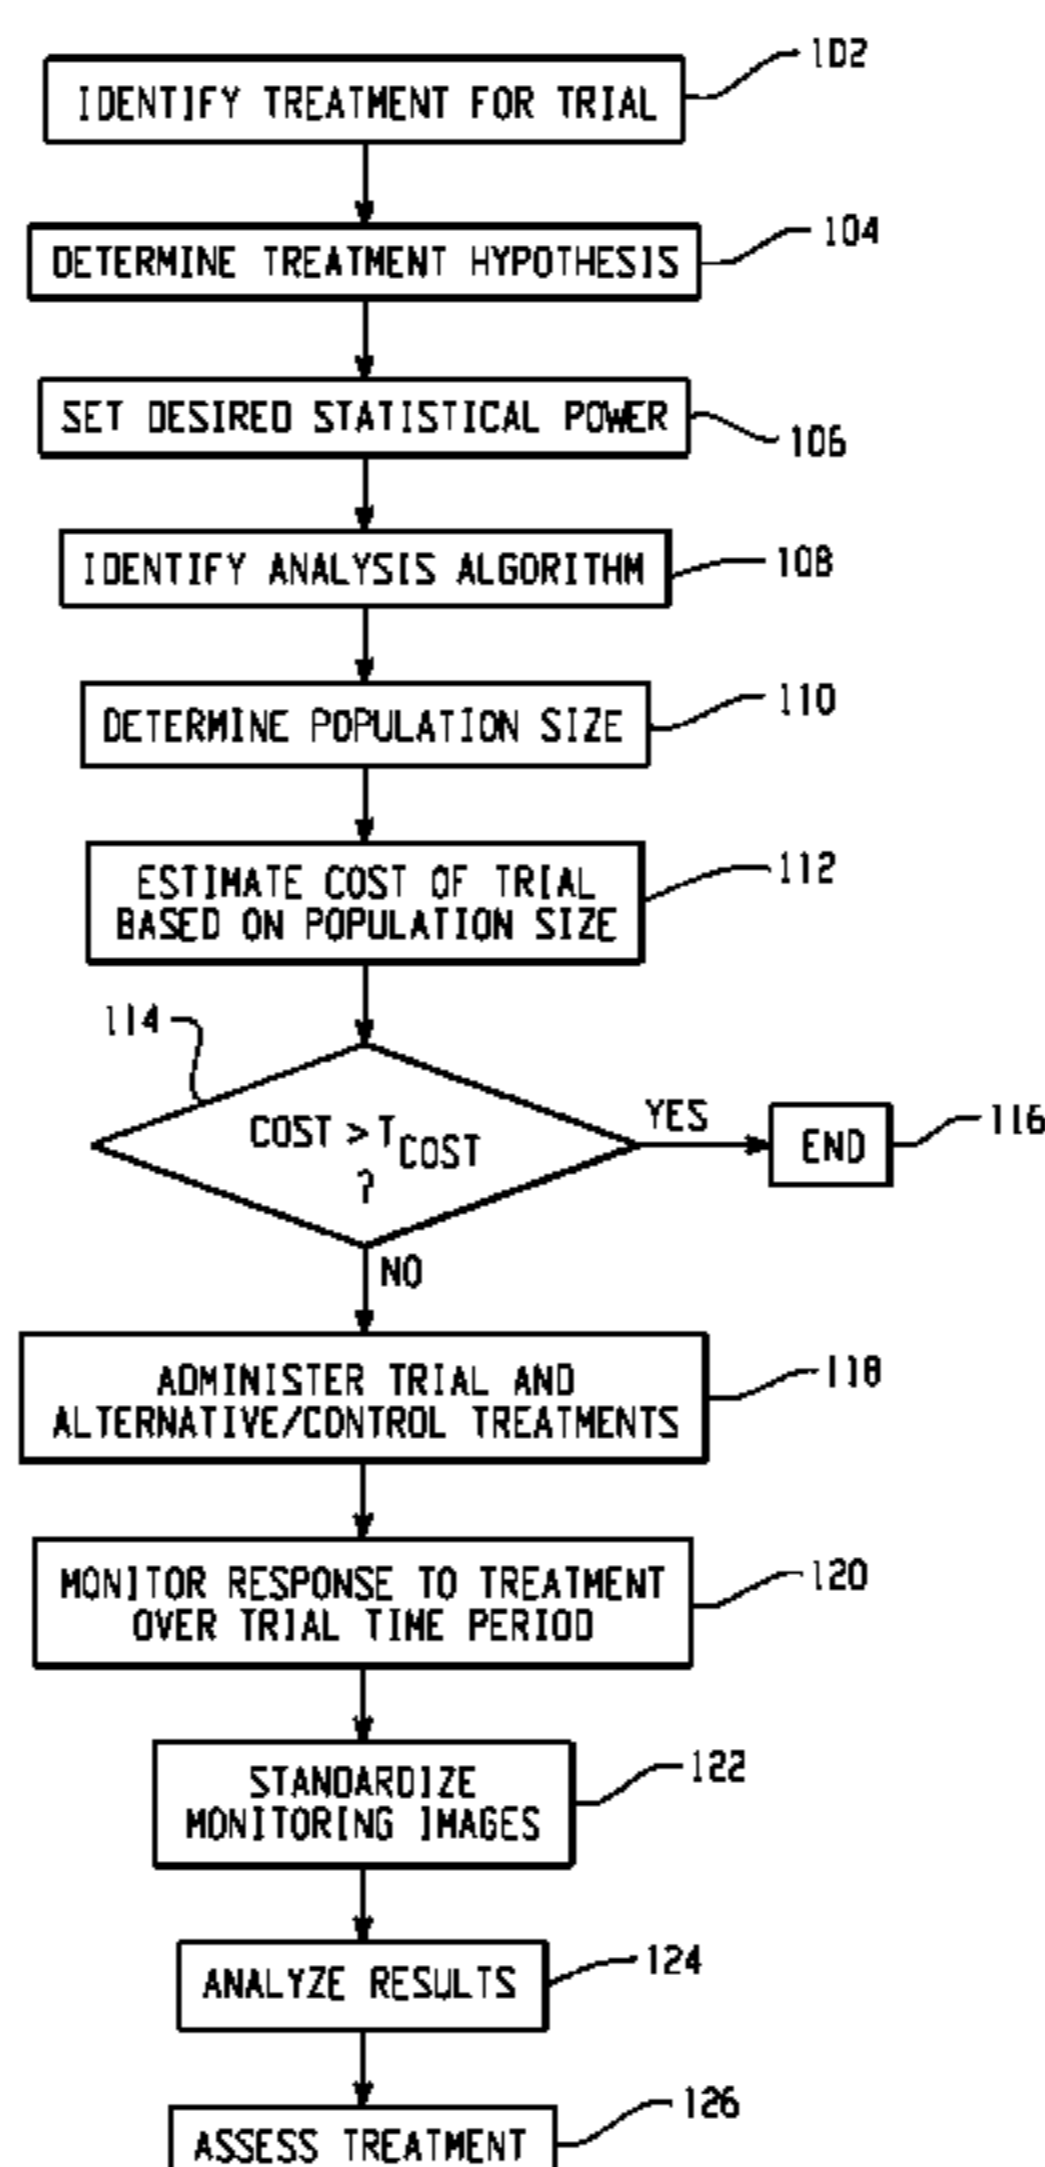 102
IDENTIFY TREATMENT FOR TRIAL
104
DETERMINE TREATMENT HYPOTHESIS
SET DESIRED STATISTICAL POWER
106
IDENTIFY ANALYSIS ALGORITHM
108
110
DETERMINE POPULATION SIZE
112
ESTIMATE COST OF TRIAL
BASED ON POPULATION SIZE
114
COST > TCOST
?
YES
END
116
NO
118
ADMINISTER TRIAL AND
ALTERNATIVE/CONTROL TREATMENTS
120
MONITOR RESPONSE TO TREATMENT
OVER TRIAL TIME PERIOD
122
STANDARDIZE
MONITORING IMAGES
124
ANALYZE RESULTS
126
ASSESS TREATMENT